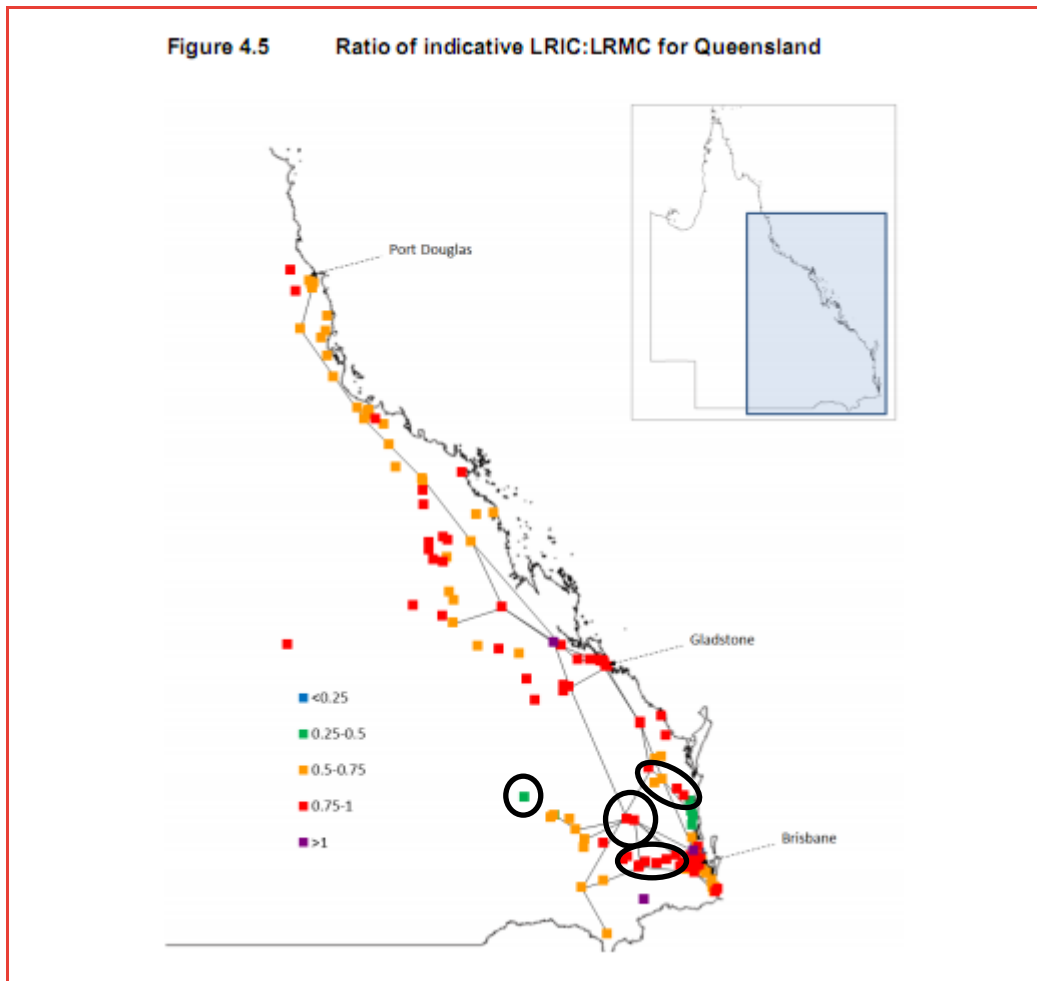 Figure 4.5 Ratio of indicative LRIC:LRMC for Queensland
Port Douglas
Gladstone
<0.25
0.25-0.5
0.5-0.75
0.75-1
>1
Brisbane